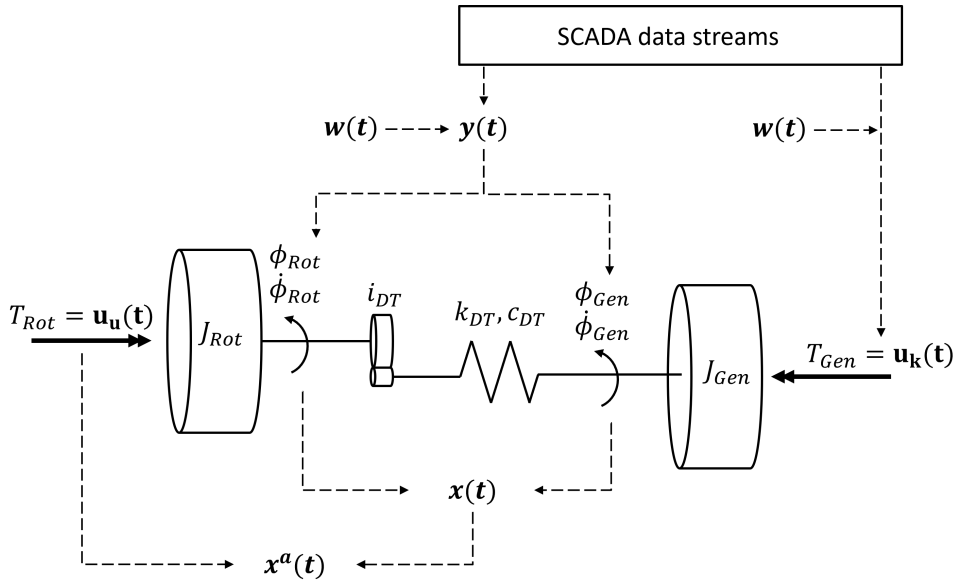 SCADA data streams
w(t)
y(t)
w(t)
ϕ_Rot
ϕ̇_Rot
i_DT
k_DT, c_DT
ϕ_Gen
ϕ̇_Gen
T_Rot = u_u(t)
J_Rot
J_Gen
T_Gen = u_k(t)
x(t)
x^a(t)